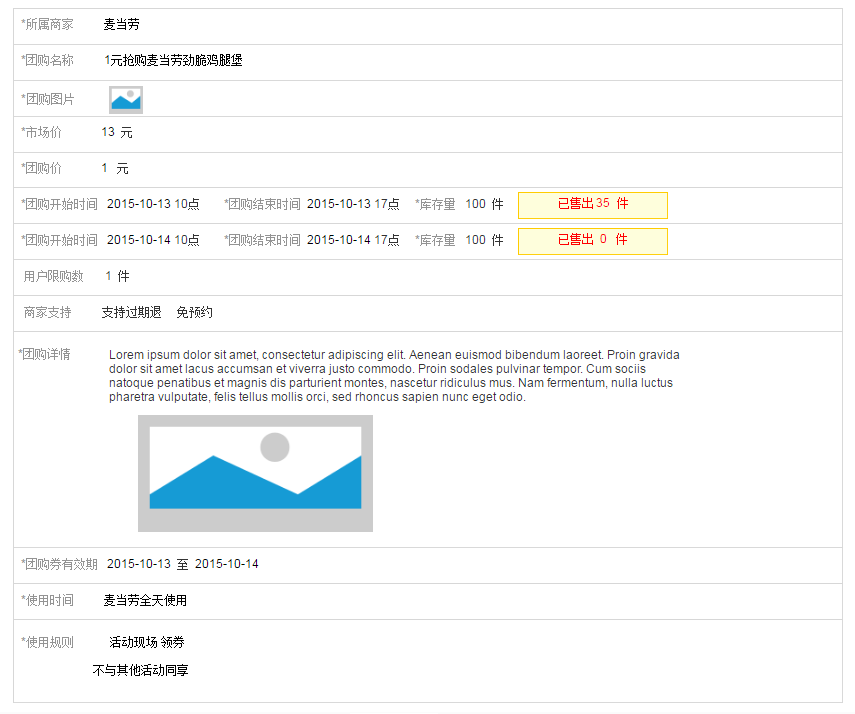 *所属商家 麦当劳
*团购名称 1元抢购麦当劳劲脆鸡腿堡
*团购图片
*市场价 13 元
*团购价 1 元
*团购开始时间 2015-10-13 10点 *团购结束时间 2015-10-13 17点 *库存量 100 件 已售出 35 件
*团购开始时间 2015-10-14 10点 *团购结束时间 2015-10-14 17点 *库存量 100 件 已售出 0 件
用户限购数 1 件
商家支持 支持过期退 免预约
*团购详情 Lorem ipsum dolor sit amet, consectetur adipiscing elit. Aenean euismod bibendum laoreet. Proin gravida
dolor sit amet lacus accumsan et viverra justo commodo. Proin sodales pulvinar tempor. Cum sociis
natoque penatibus et magnis dis parturient montes, nascetur ridiculus mus. Nam fermentum, nulla luctus
pharetra vulputate, felis tellus mollis orci, sed rhoncus sapien nunc eget odio.
*团购券有效期 2015-10-13 至 2015-10-14
*使用时间 麦当劳全天使用
*使用规则 活动现场 领券
不与其他活动同享